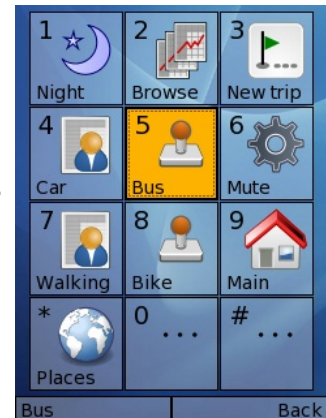 1 2 3
Night Browse New trip
4 5 6
Car Bus Mute
7 8 9
Walking Bike Main
* 0 ... # ...
Places
Bus Back